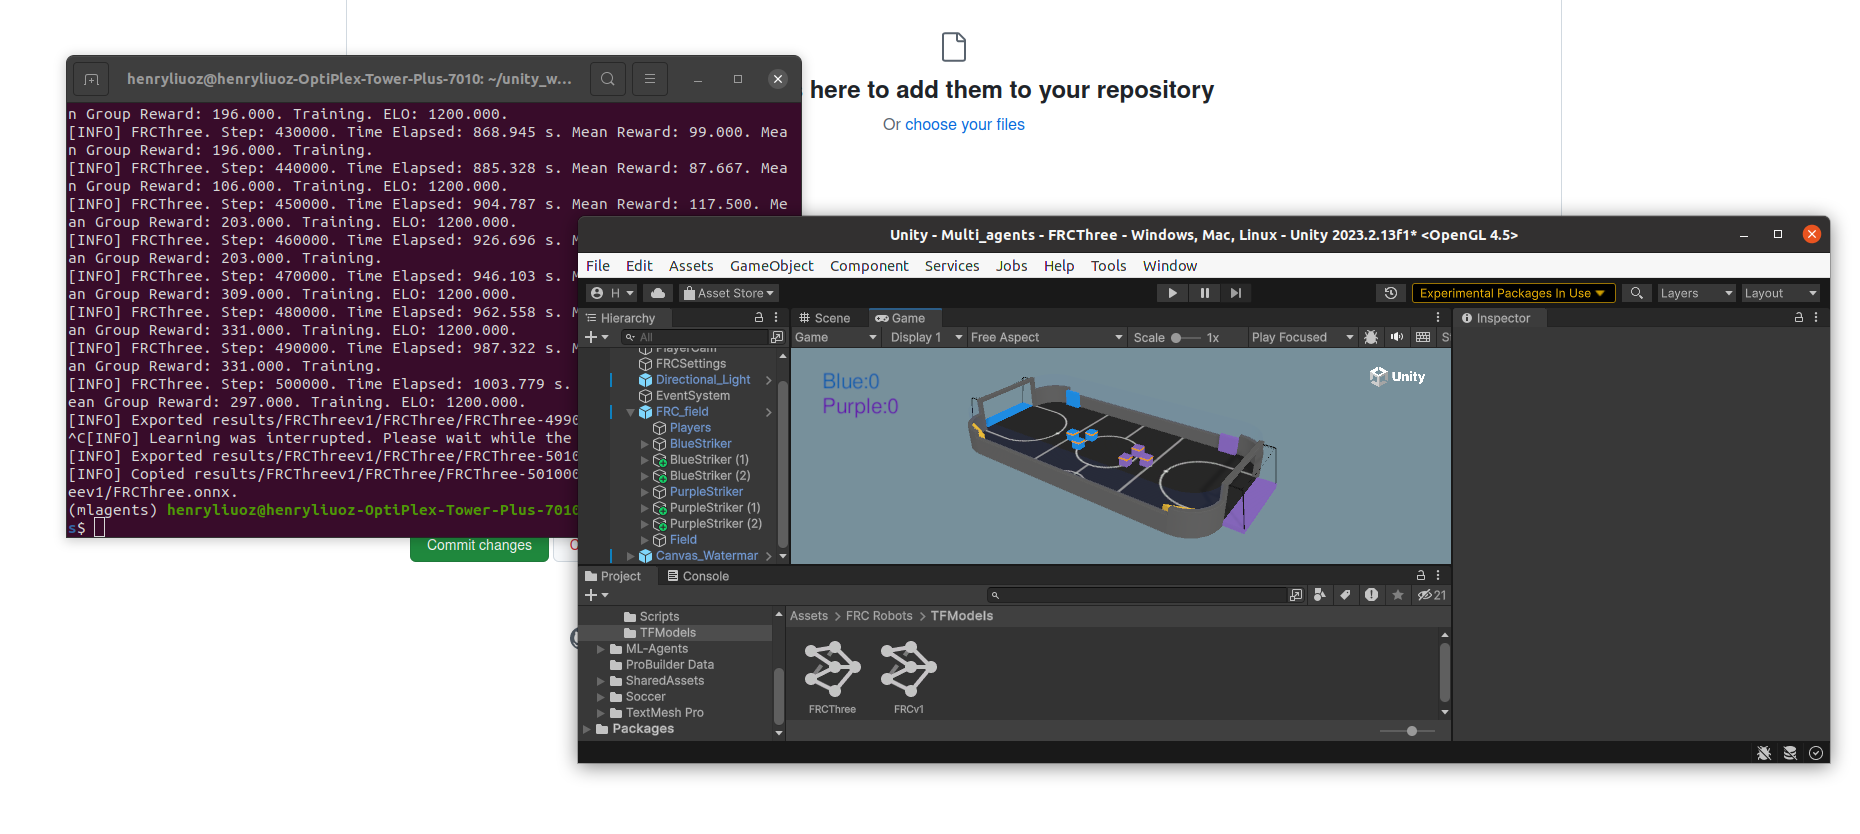 here to add them to your repository
Or choose your files
henryliuoz@henryliuoz-OptiPlex-Tower-Plus-7010: ~/unity_w...
n Group Reward: 196.000. Training. ELO: 1200.000.
[INFO] FRCThree. Step: 430000. Time Elapsed: 868.945 s. Mean Reward: 99.000. Mea
n Group Reward: 196.000. Training.
[INFO] FRCThree. Step: 440000. Time Elapsed: 885.328 s. Mean Reward: 87.667. Mea
n Group Reward: 106.000. Training. ELO: 1200.000.
[INFO] FRCThree. Step: 450000. Time Elapsed: 904.787 s. Mean Reward: 117.500. Me
an Group Reward: 203.000. Training. ELO: 1200.000.
[INFO] FRCThree. Step: 460000. Time Elapsed: 926.696 s.
an Group Reward: 203.000. Training.
[INFO] FRCThree. Step: 470000. Time Elapsed: 946.103 s.
an Group Reward: 309.000. Training. ELO: 1200.000.
[INFO] FRCThree. Step: 480000. Time Elapsed: 962.558 s.
an Group Reward: 331.000. Training. ELO: 1200.000.
[INFO] FRCThree. Step: 490000. Time Elapsed: 987.322 s.
an Group Reward: 331.000. Training.
[INFO] FRCThree. Step: 500000. Time Elapsed: 1003.779 s.
ean Group Reward: 297.000. Training. ELO: 1200.000.
[INFO] Exported results/FRCThreev1/FRCThree/FRCThree-4990
^C[INFO] Learning was interrupted. Please wait while the
[INFO] Exported results/FRCThreev1/FRCThree/FRCThree-5010
[INFO] Copied results/FRCThreev1/FRCThree/FRCThree-501000
eev1/FRCThree.onnx.
(mlagents) henryliuoz@henryliuoz-OptiPlex-Tower-Plus-7010
s$
Commit changes
Unity - Multi_agents - FRCThree - Windows, Mac, Linux - Unity 2023.2.13f1* <OpenGL 4.5>
File Edit Assets GameObject Component Services Jobs Help Tools Window
H Asset Store Experimental Packages In Use Layers Layout
Hierarchy
All
PlayerCam
FRCSettings
Directional_Light
EventSystem
FRC_field
Players
BlueStriker
BlueStriker (1)
BlueStriker (2)
PurpleStriker
PurpleStriker (1)
PurpleStriker (2)
Field
Canvas_Watermar
Scene Game
Game Display 1 Free Aspect Scale 1x Play Focused
Blue:0
Purple:0
Unity
Inspector
Project Console
21
Scripts
TFModels
ML-Agents
ProBuilder Data
SharedAssets
Soccer
TextMesh Pro
Packages
Assets > FRC Robots > TFModels
FRCThree FRCv1